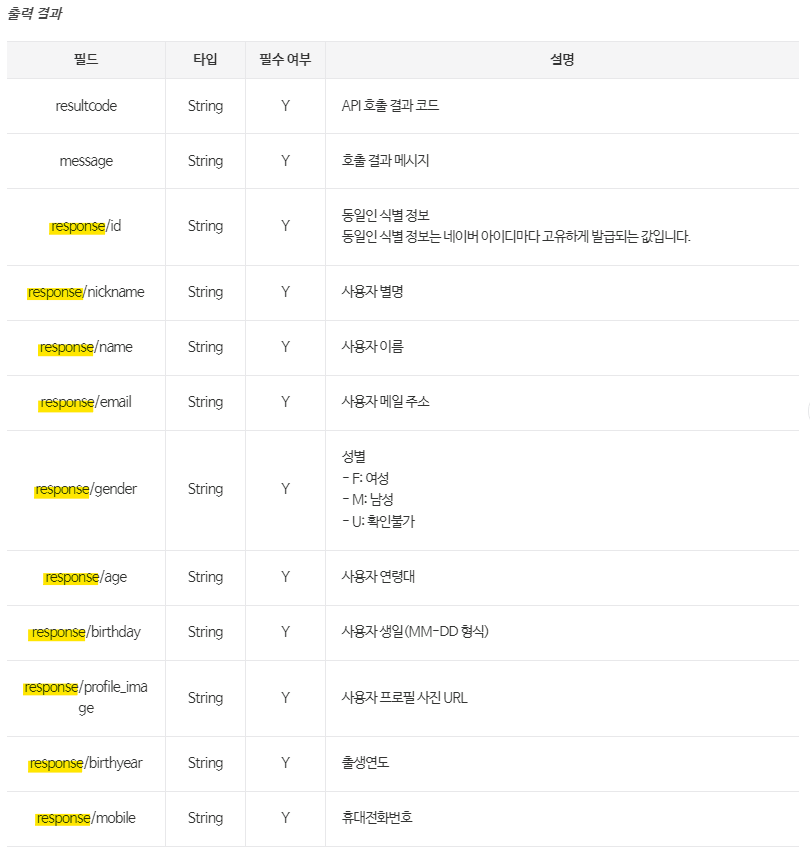 출력 결과
필드 타입 필수 여부 설명
resultcode String Y API 호출 결과 코드
message String Y 호출 결과 메시지
response/id String Y 동일인 식별 정보
동일인 식별 정보는 네이버 아이디마다 고유하게 발급되는 값입니다.
response/nickname String Y 사용자 별명
response/name String Y 사용자 이름
response/email String Y 사용자 메일 주소
response/gender String Y 성별
- F: 여성
- M: 남성
- U: 확인불가
response/age String Y 사용자 연령대
response/birthday String Y 사용자 생일(MM-DD 형식)
response/profile_ima
ge String Y 사용자 프로필 사진 URL
response/birthyear String Y 출생연도
response/mobile String Y 휴대전화번호